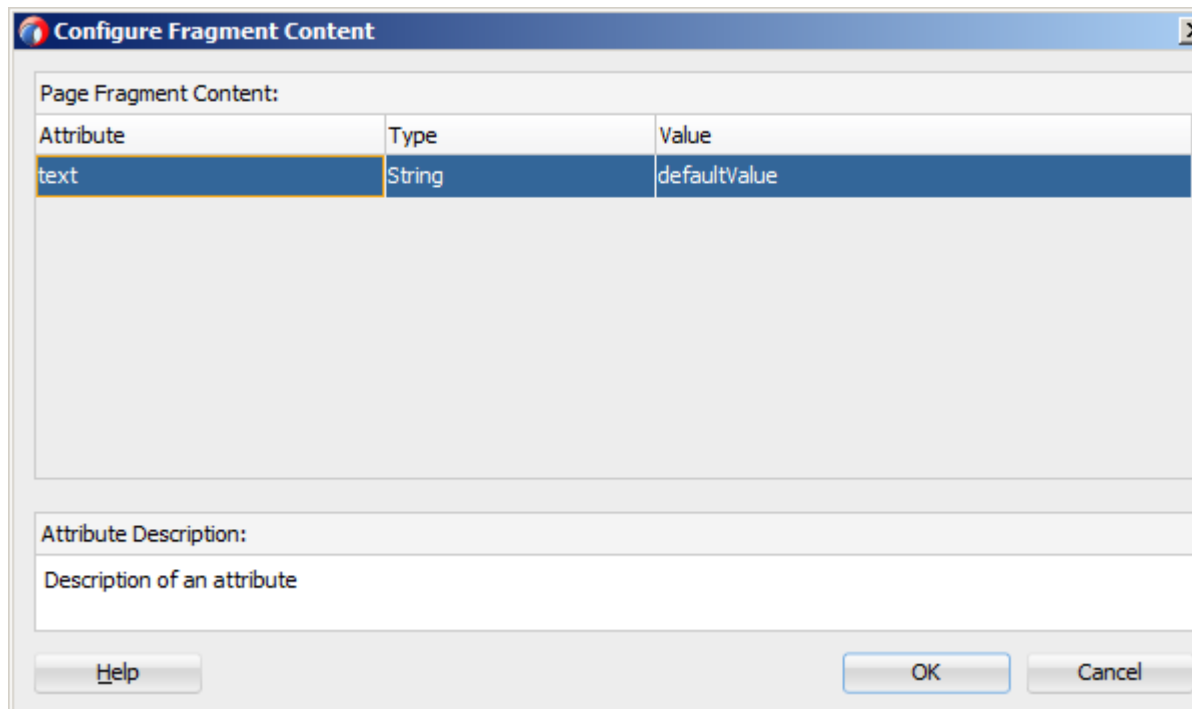 Configure Fragment Content
Page Fragment Content:
Attribute Type Value
text String defaultValue
Attribute Description:
Description of an attribute
Help OK Cancel